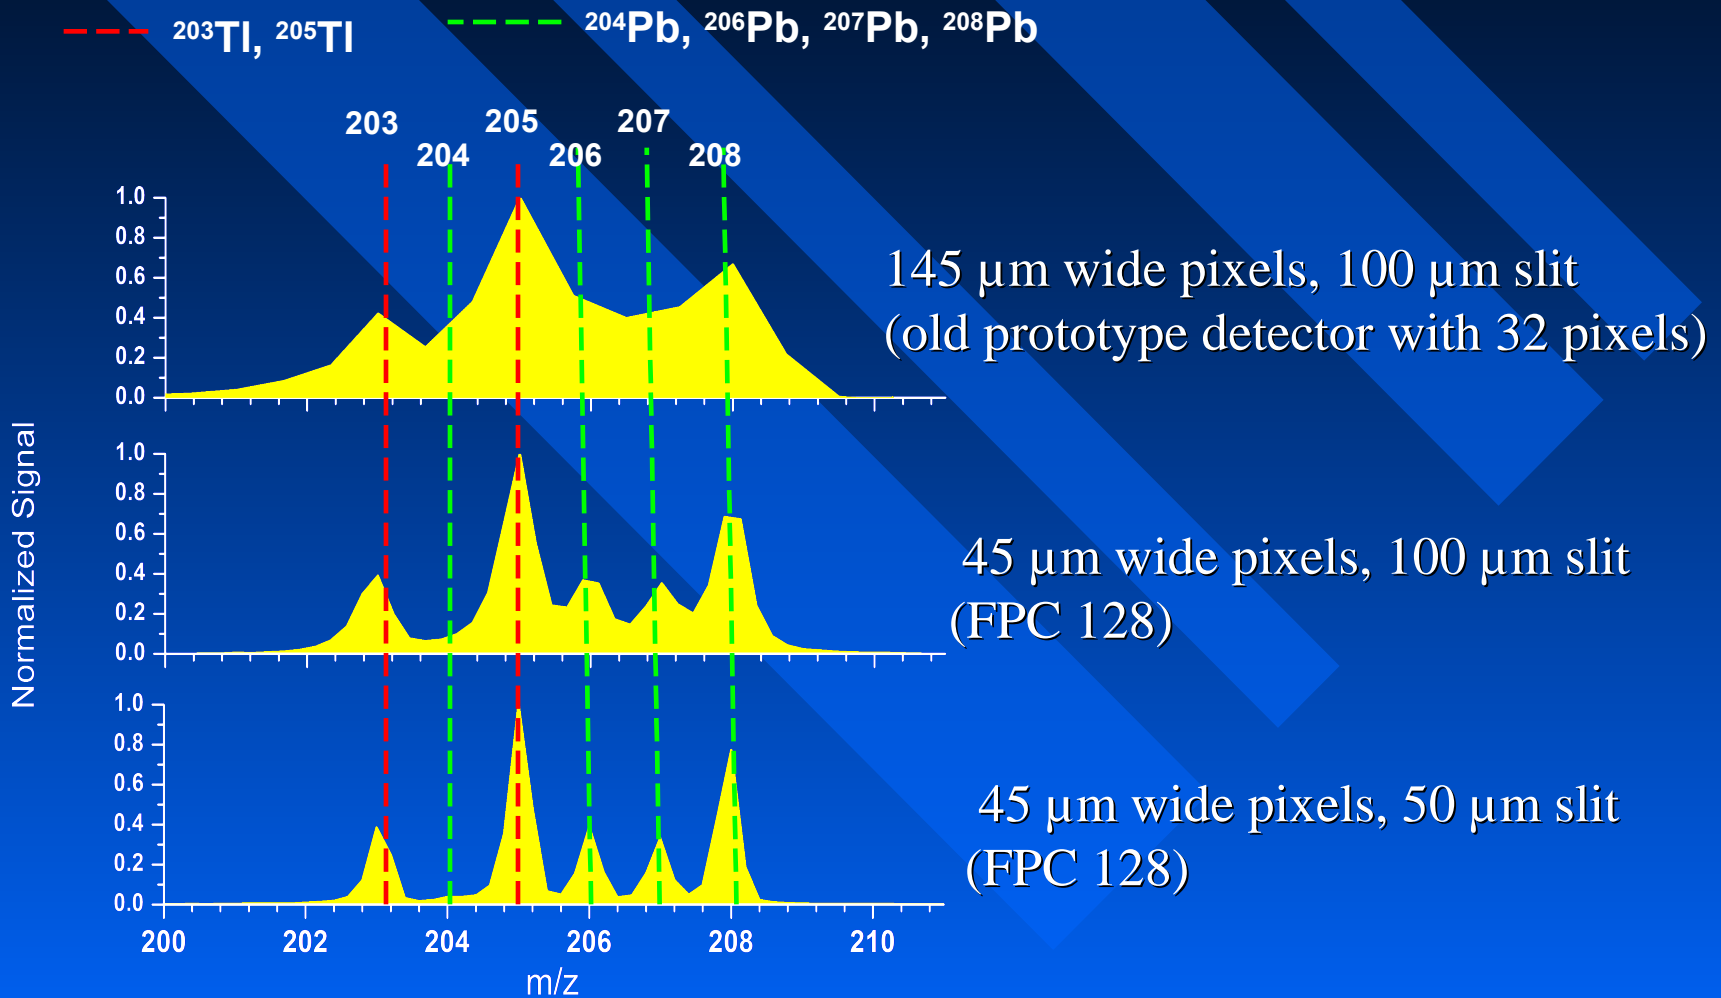 ²⁰³Tl, ²⁰⁵Tl
²⁰⁴Pb, ²⁰⁶Pb, ²⁰⁷Pb, ²⁰⁸Pb
203
205
207
204
206
208
1.0
0.8
0.6
0.4
0.2
0.0
145 µm wide pixels, 100 µm slit
(old prototype detector with 32 pixels)
Normalized Signal
1.0
0.8
0.6
0.4
0.2
0.0
45 µm wide pixels, 100 µm slit
(FPC 128)
1.0
0.8
0.6
0.4
0.2
0.0
45 µm wide pixels, 50 µm slit
(FPC 128)
200 202 204 206 208 210
m/z